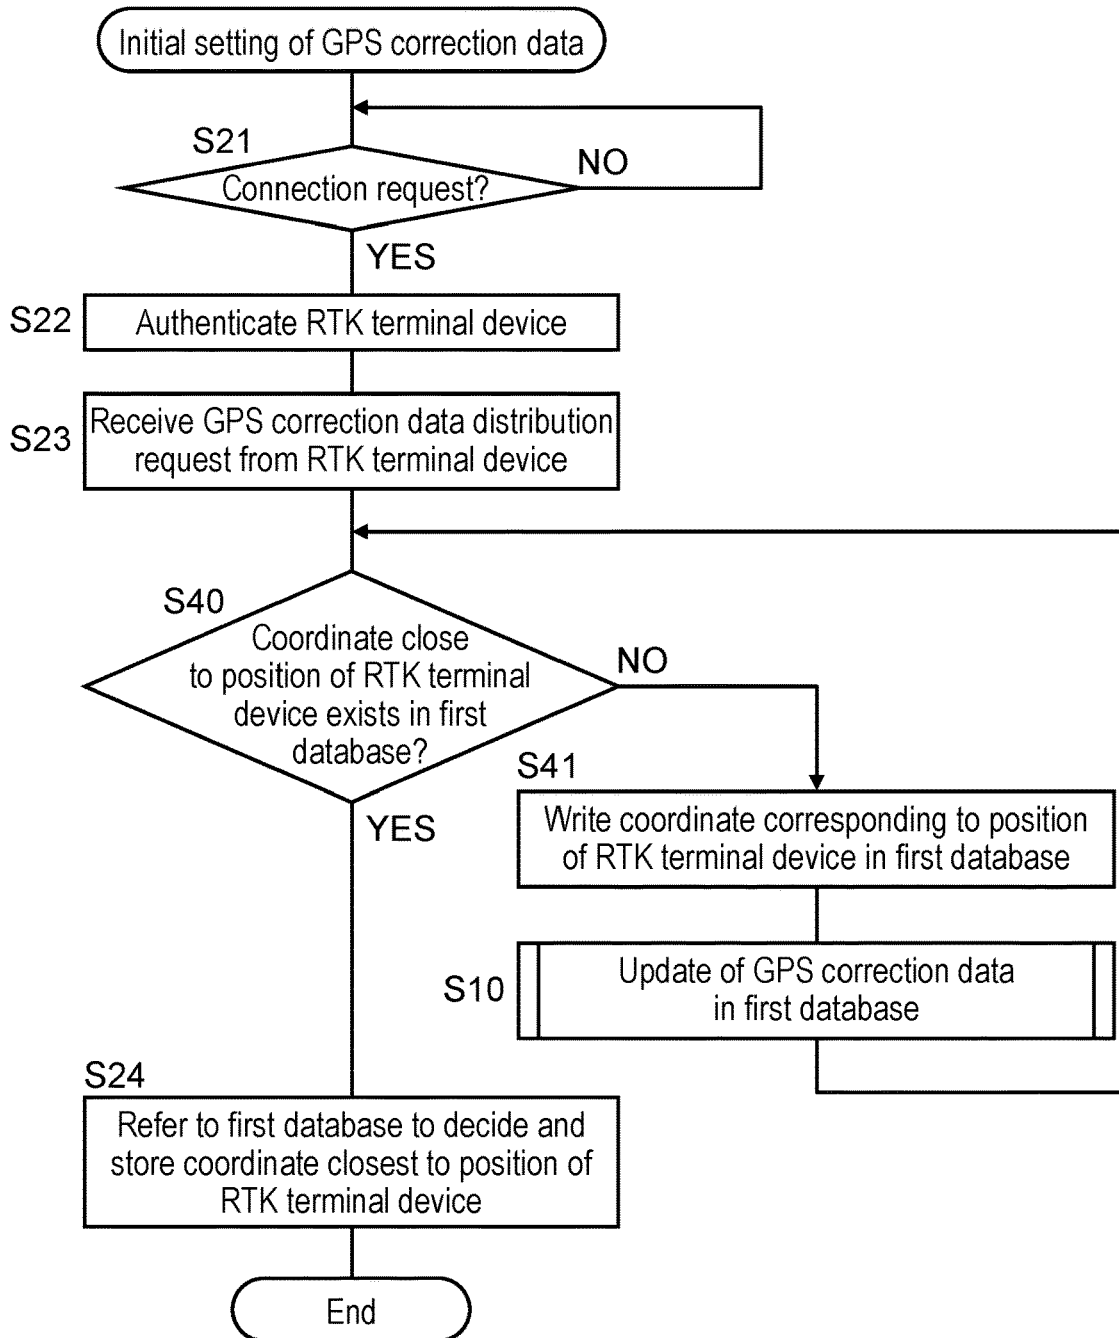 Initial setting of GPS correction data
S21
Connection request?
NO
YES
S22
Authenticate RTK terminal device
S23
Receive GPS correction data distribution
request from RTK terminal device
S40
Coordinate close
to position of RTK terminal
device exists in first
database?
NO
YES
S41
Write coordinate corresponding to position
of RTK terminal device in first database
S10
Update of GPS correction data
in first database
S24
Refer to first database to decide and
store coordinate closest to position of
RTK terminal device
End